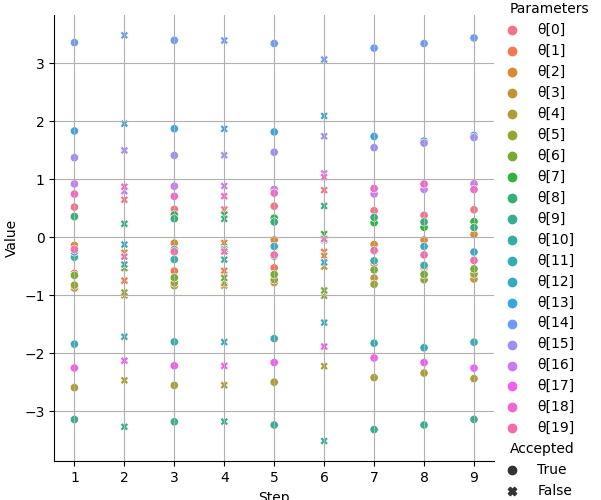 Parameters
θ[0]
θ[1]
θ[2]
θ[3]
θ[4]
θ[5]
θ[6]
θ[7]
θ[8]
θ[9]
θ[10]
θ[11]
θ[12]
θ[13]
θ[14]
θ[15]
θ[16]
θ[17]
θ[18]
θ[19]
Accepted
True
False
Value
3
2
1
0
−1
−2
−3
1 2 3 4 5 6 7 8 9
Step